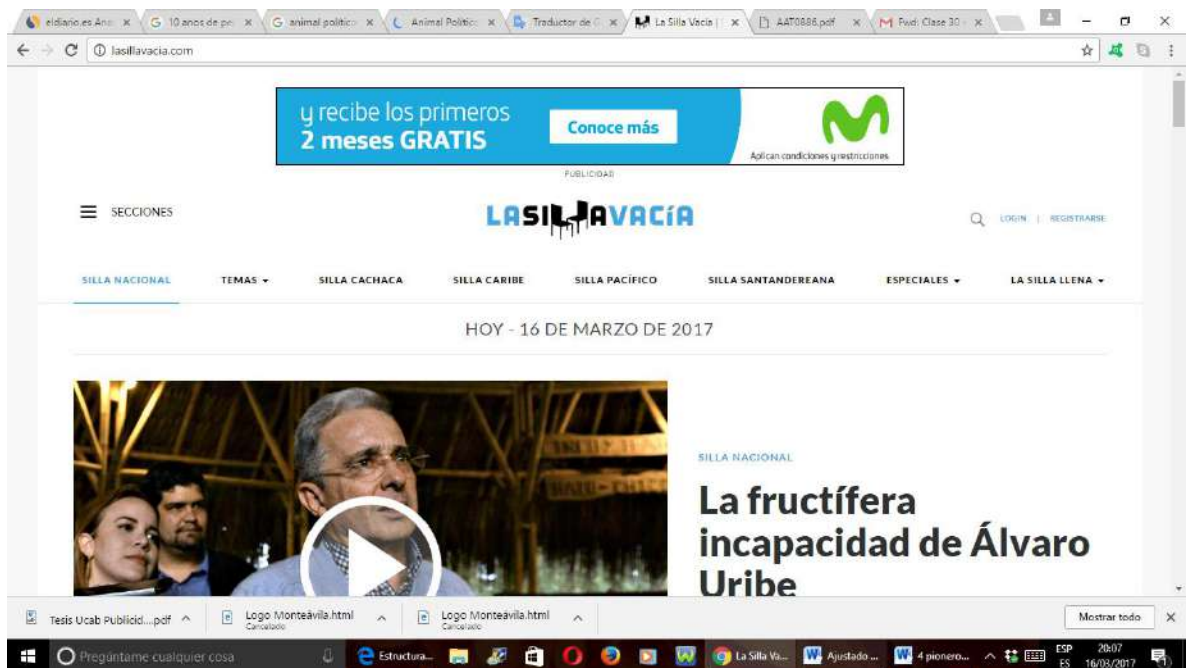 eldiario.es Ano
10 anos de pe
animal politic
Animal Polític
Traductor de G
La Silla Vacía |
AAT0886.pdf
Fwd: Clase 30
lasillavacia.com
y recibe los primeros
2 meses GRATIS
Conoce más
Aplican condiciones y restricciones
PUBLICIDAD
SECCIONES
LASILLAVACÍA
LOGIN | REGISTRARSE
SILLA NACIONAL TEMAS SILLA CACHACA SILLA CARIBE SILLA PACÍFICO SILLA SANTANDEREANA ESPECIALES LA SILLA LLENA
HOY - 16 DE MARZO DE 2017
SILLA NACIONAL
La fructífera
incapacidad de Álvaro
Uribe
Tesis Ucab Publicid....pdf
Logo Monteávila.html
Cancelado
Logo Monteávila.html
Cancelado
Mostrar todo
Pregúntame cualquier cosa
Estructura...
La Silla Va...
Ajustado ...
4 pionero...
ESP
ES
20:07
16/03/2017